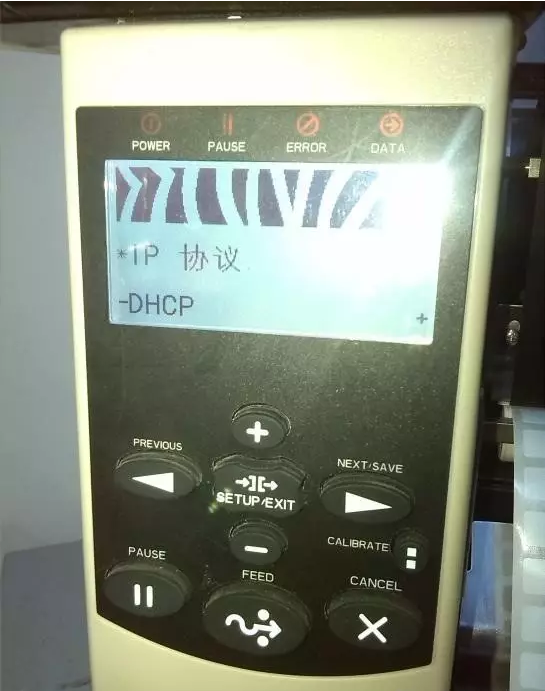 POWER PAUSE ERROR DATA
*IP 协议
-DHCP +
PREVIOUS
NEXT/SAVE
SETUP/EXIT
CALIBRATE
PAUSE
FEED
CANCEL